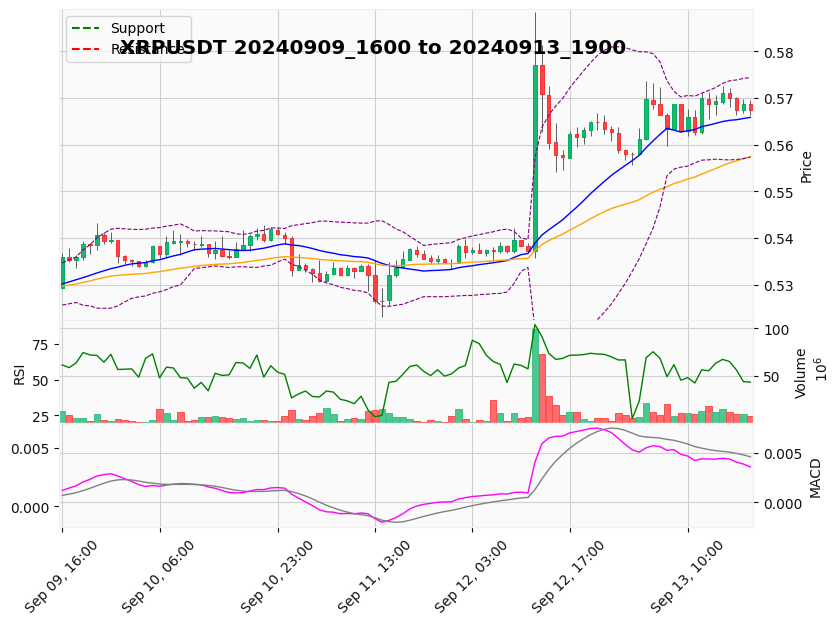 XRPUSDT 20240909_1600 to 20240913_1900
Support
Resistance
0.58
0.57
0.56
0.55
0.54
0.53
Price
75
50
25
RSI
100
50
Volume
10^6
0.005
0.000
0.005
0.000
MACD
Sep 09, 16:00
Sep 10, 06:00
Sep 10, 23:00
Sep 11, 13:00
Sep 12, 03:00
Sep 12, 17:00
Sep 13, 10:00